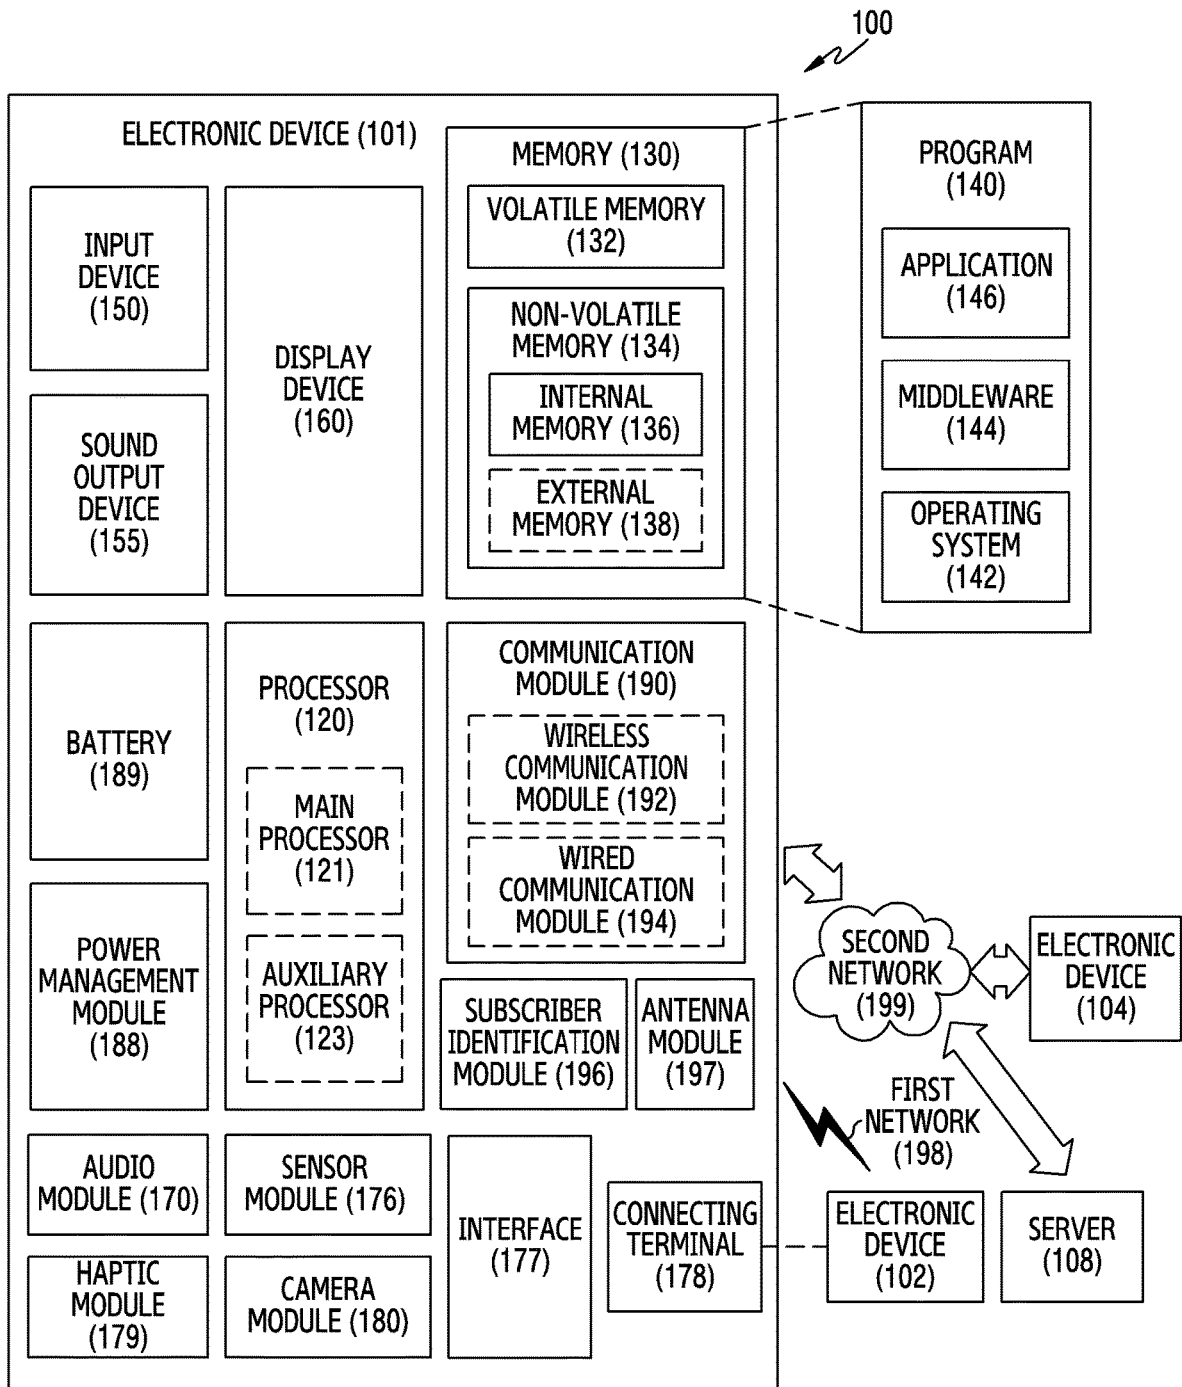 100
ELECTRONIC DEVICE (101)
INPUT
DEVICE
(150)
SOUND
OUTPUT
DEVICE
(155)
DISPLAY
DEVICE
(160)
MEMORY (130)
VOLATILE MEMORY
(132)
NON-VOLATILE
MEMORY (134)
INTERNAL
MEMORY (136)
EXTERNAL
MEMORY (138)
PROGRAM
(140)
APPLICATION
(146)
MIDDLEWARE
(144)
OPERATING
SYSTEM
(142)
BATTERY
(189)
POWER
MANAGEMENT
MODULE
(188)
PROCESSOR
(120)
MAIN
PROCESSOR
(121)
AUXILIARY
PROCESSOR
(123)
COMMUNICATION
MODULE (190)
WIRELESS
COMMUNICATION
MODULE (192)
WIRED
COMMUNICATION
MODULE (194)
SUBSCRIBER
IDENTIFICATION
MODULE (196)
ANTENNA
MODULE
(197)
SECOND
NETWORK
(199)
ELECTRONIC
DEVICE
(104)
FIRST
NETWORK
(198)
AUDIO
MODULE (170)
SENSOR
MODULE (176)
HAPTIC
MODULE
(179)
CAMERA
MODULE (180)
INTERFACE
(177)
CONNECTING
TERMINAL
(178)
ELECTRONIC
DEVICE
(102)
SERVER
(108)